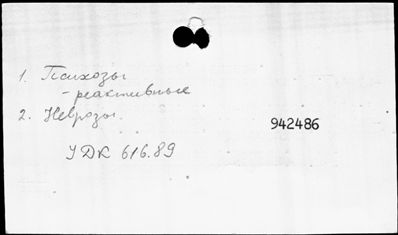 1. Психозы
- реактивные
2. Неврозы.
942486
УДК 616.89